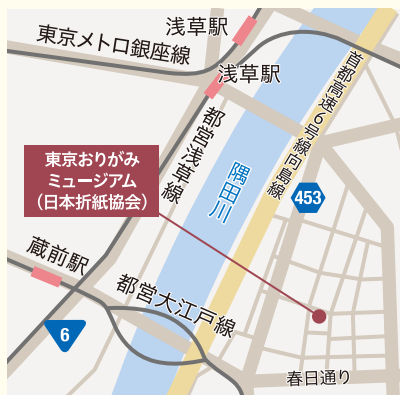 浅草駅
東京メトロ銀座線
浅草駅
首都高速6号線向島線
都営浅草線
東京おりがみ
ミュージアム
(日本折紙協会)
隅田川
453
蔵前駅
都営大江戸線
6
春日通り